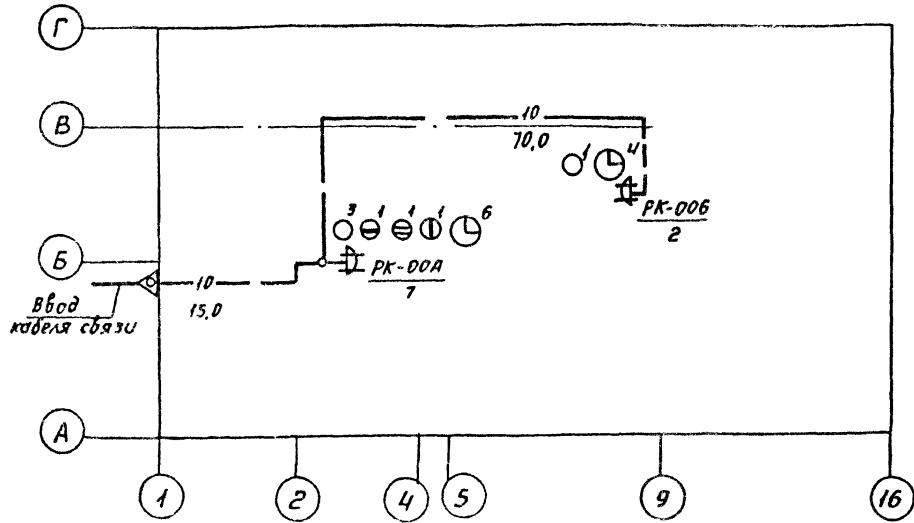 Г
В
10
70,0
1 4
РК-00Б
2
3 1 1 1 6
Б
РК-00А
7
10
15,0
Ввод
кабеля связи
А
1 2 4 5 9 16